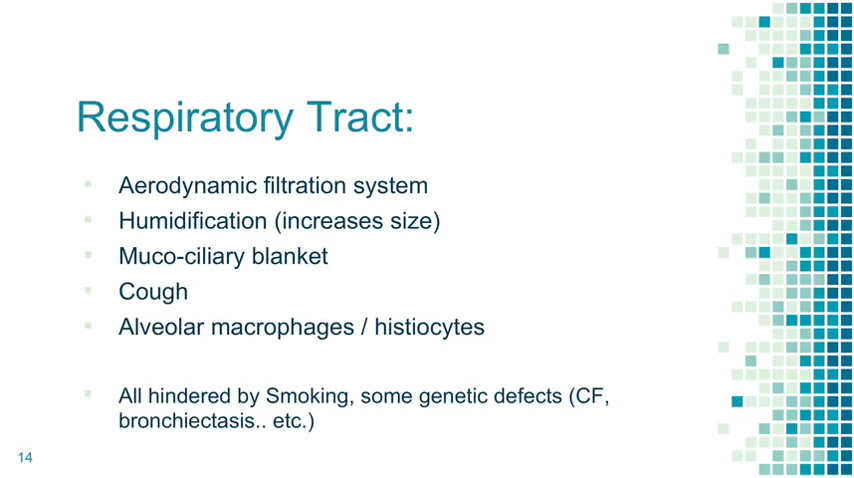 Respiratory Tract:
Aerodynamic filtration system
Humidification (increases size)
Muco-ciliary blanket
Cough
Alveolar macrophages / histiocytes
All hindered by Smoking, some genetic defects (CF,
bronchiectasis.. etc.)
14